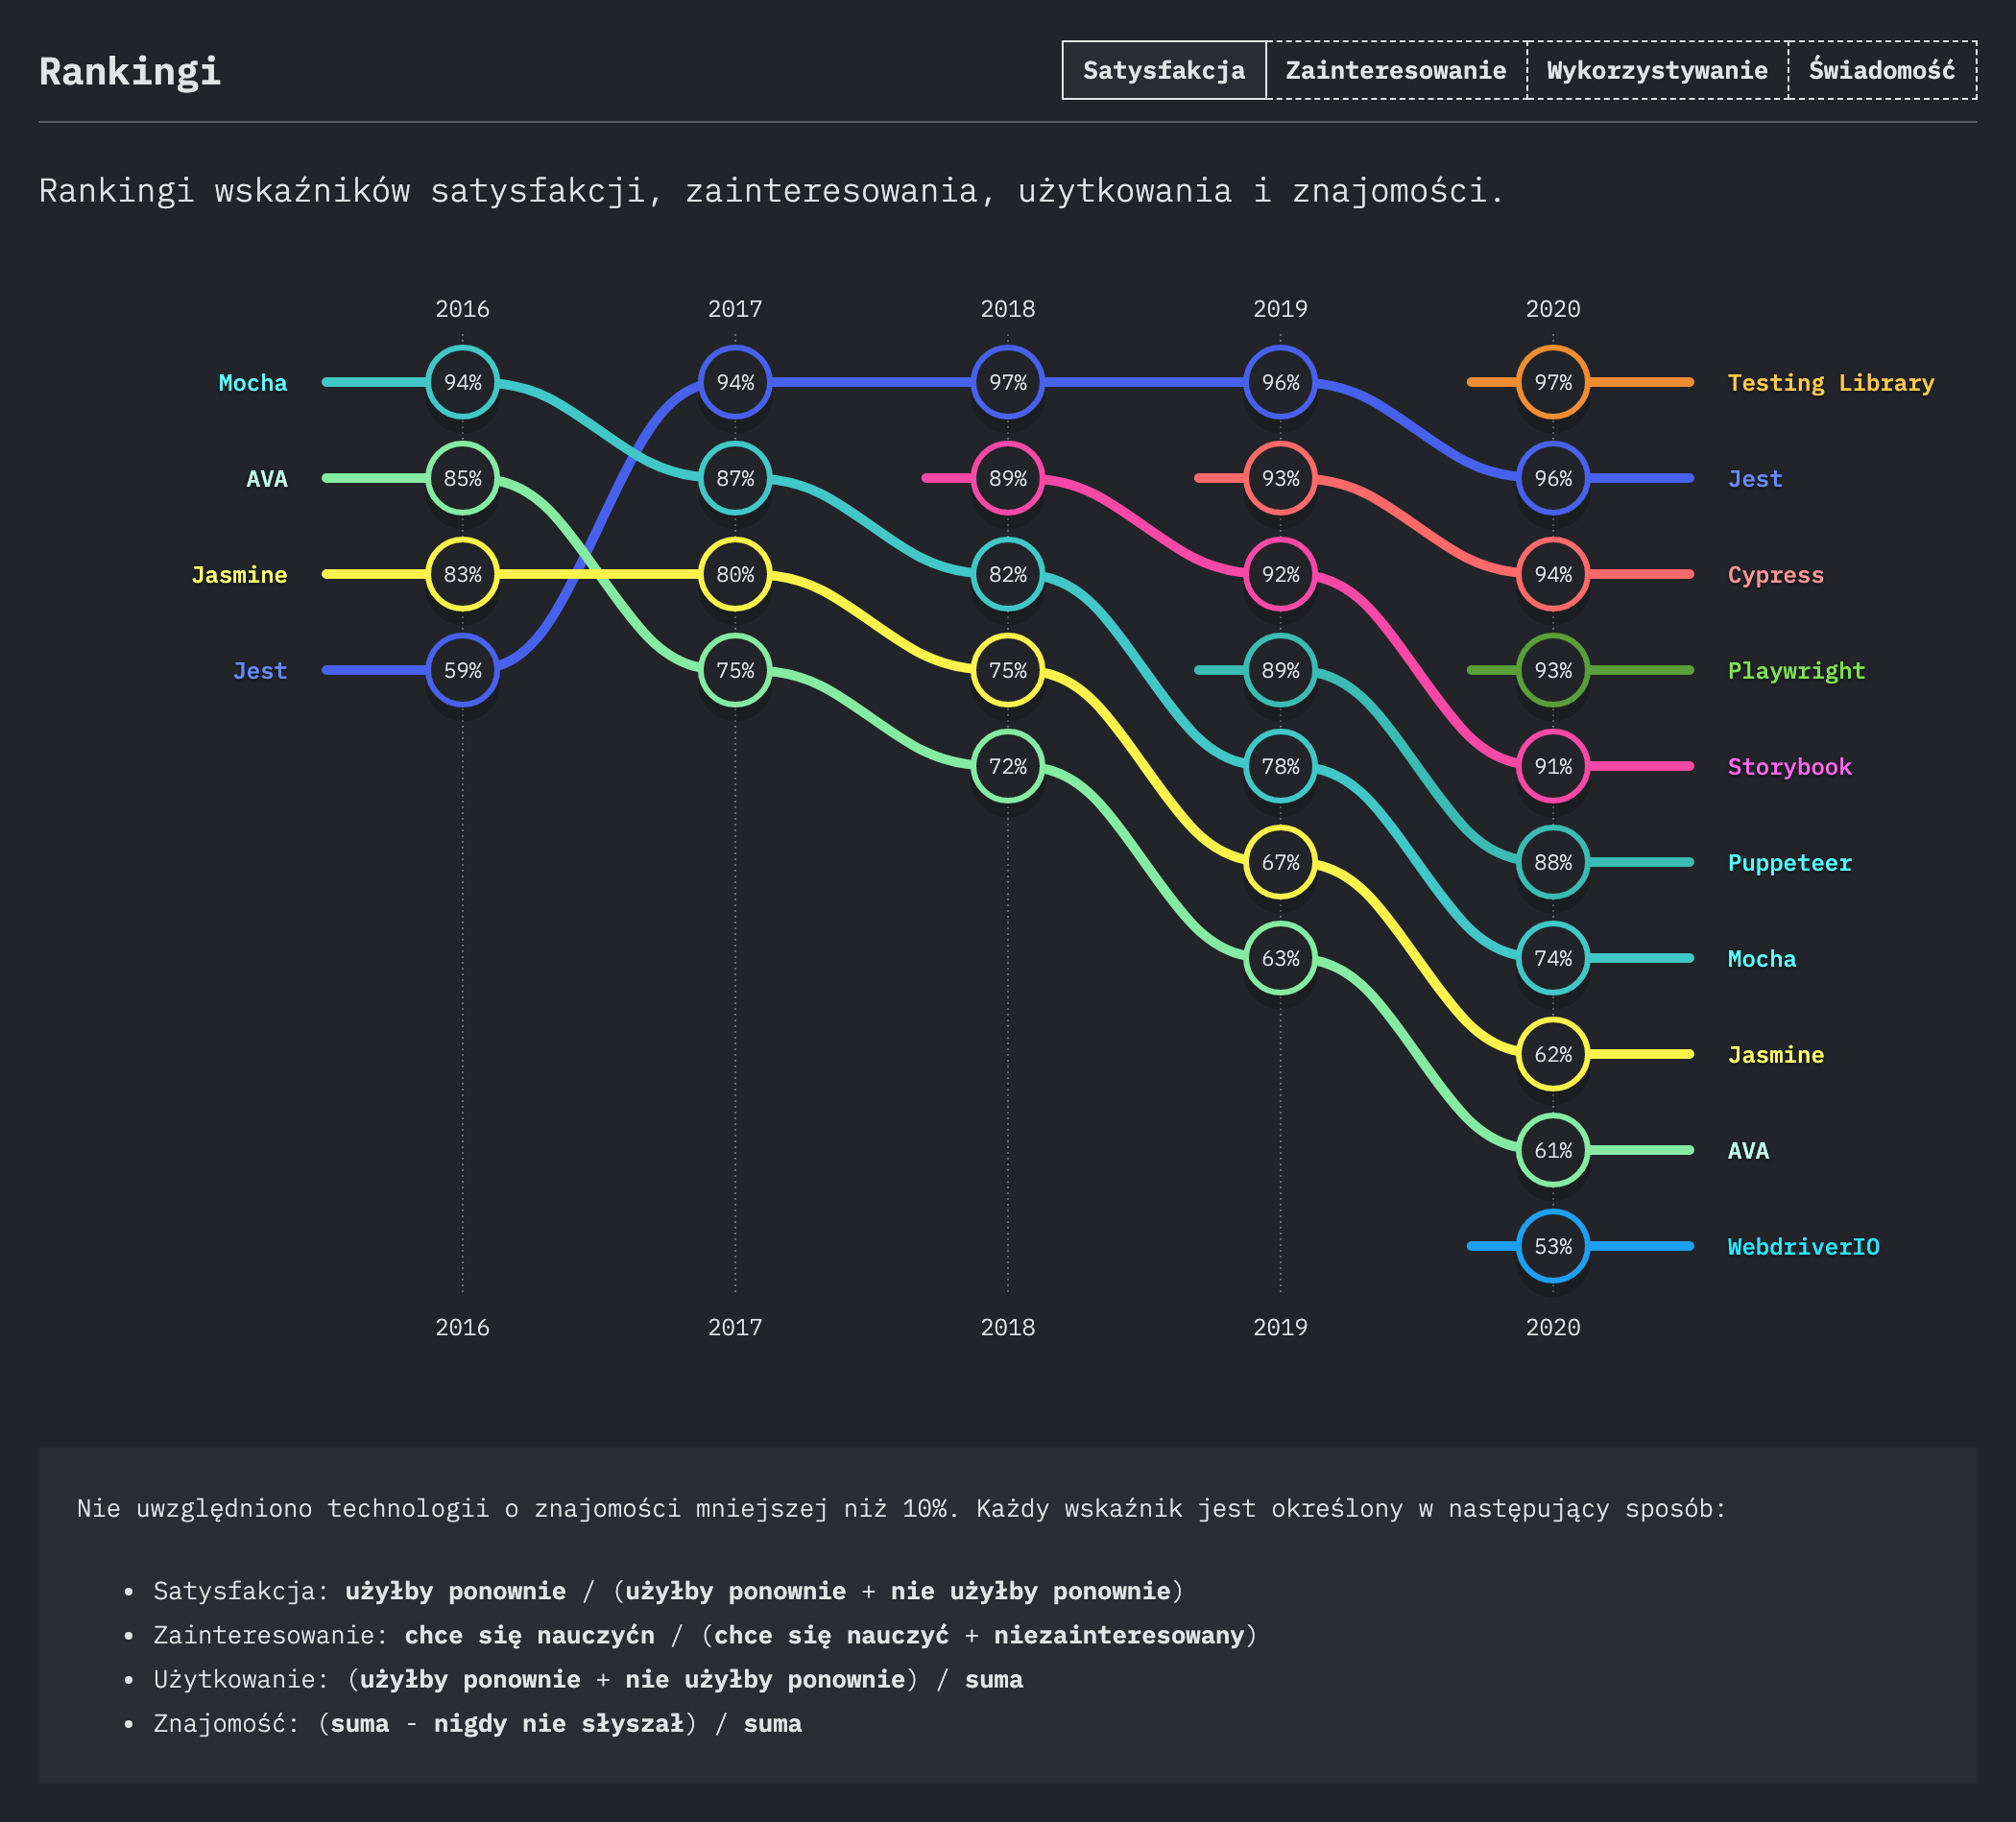 Rankingi
Satysfakcja Zainteresowanie Wykorzystywanie Świadomość
Rankingi wskaźników satysfakcji, zainteresowania, użytkowania i znajomości.
2016 2017 2018 2019 2020
Mocha 94% 94% 97% 96% 97% Testing Library
AVA 85% 87% 89% 93% 96% Jest
Jasmine 83% 80% 82% 92% 94% Cypress
Jest 59% 75% 75% 89% 93% Playwright
72% 78% 91% Storybook
67% 88% Puppeteer
63% 74% Mocha
62% Jasmine
61% AVA
53% WebdriverIO
2016 2017 2018 2019 2020
Nie uwzględniono technologii o znajomości mniejszej niż 10%. Każdy wskaźnik jest określony w następujący sposób:
• Satysfakcja: użyłby ponownie / (użyłby ponownie + nie użyłby ponownie)
• Zainteresowanie: chce się nauczyćn / (chce się nauczyć + niezainteresowany)
• Użytkowanie: (użyłby ponownie + nie użyłby ponownie) / suma
• Znajomość: (suma - nigdy nie słyszał) / suma